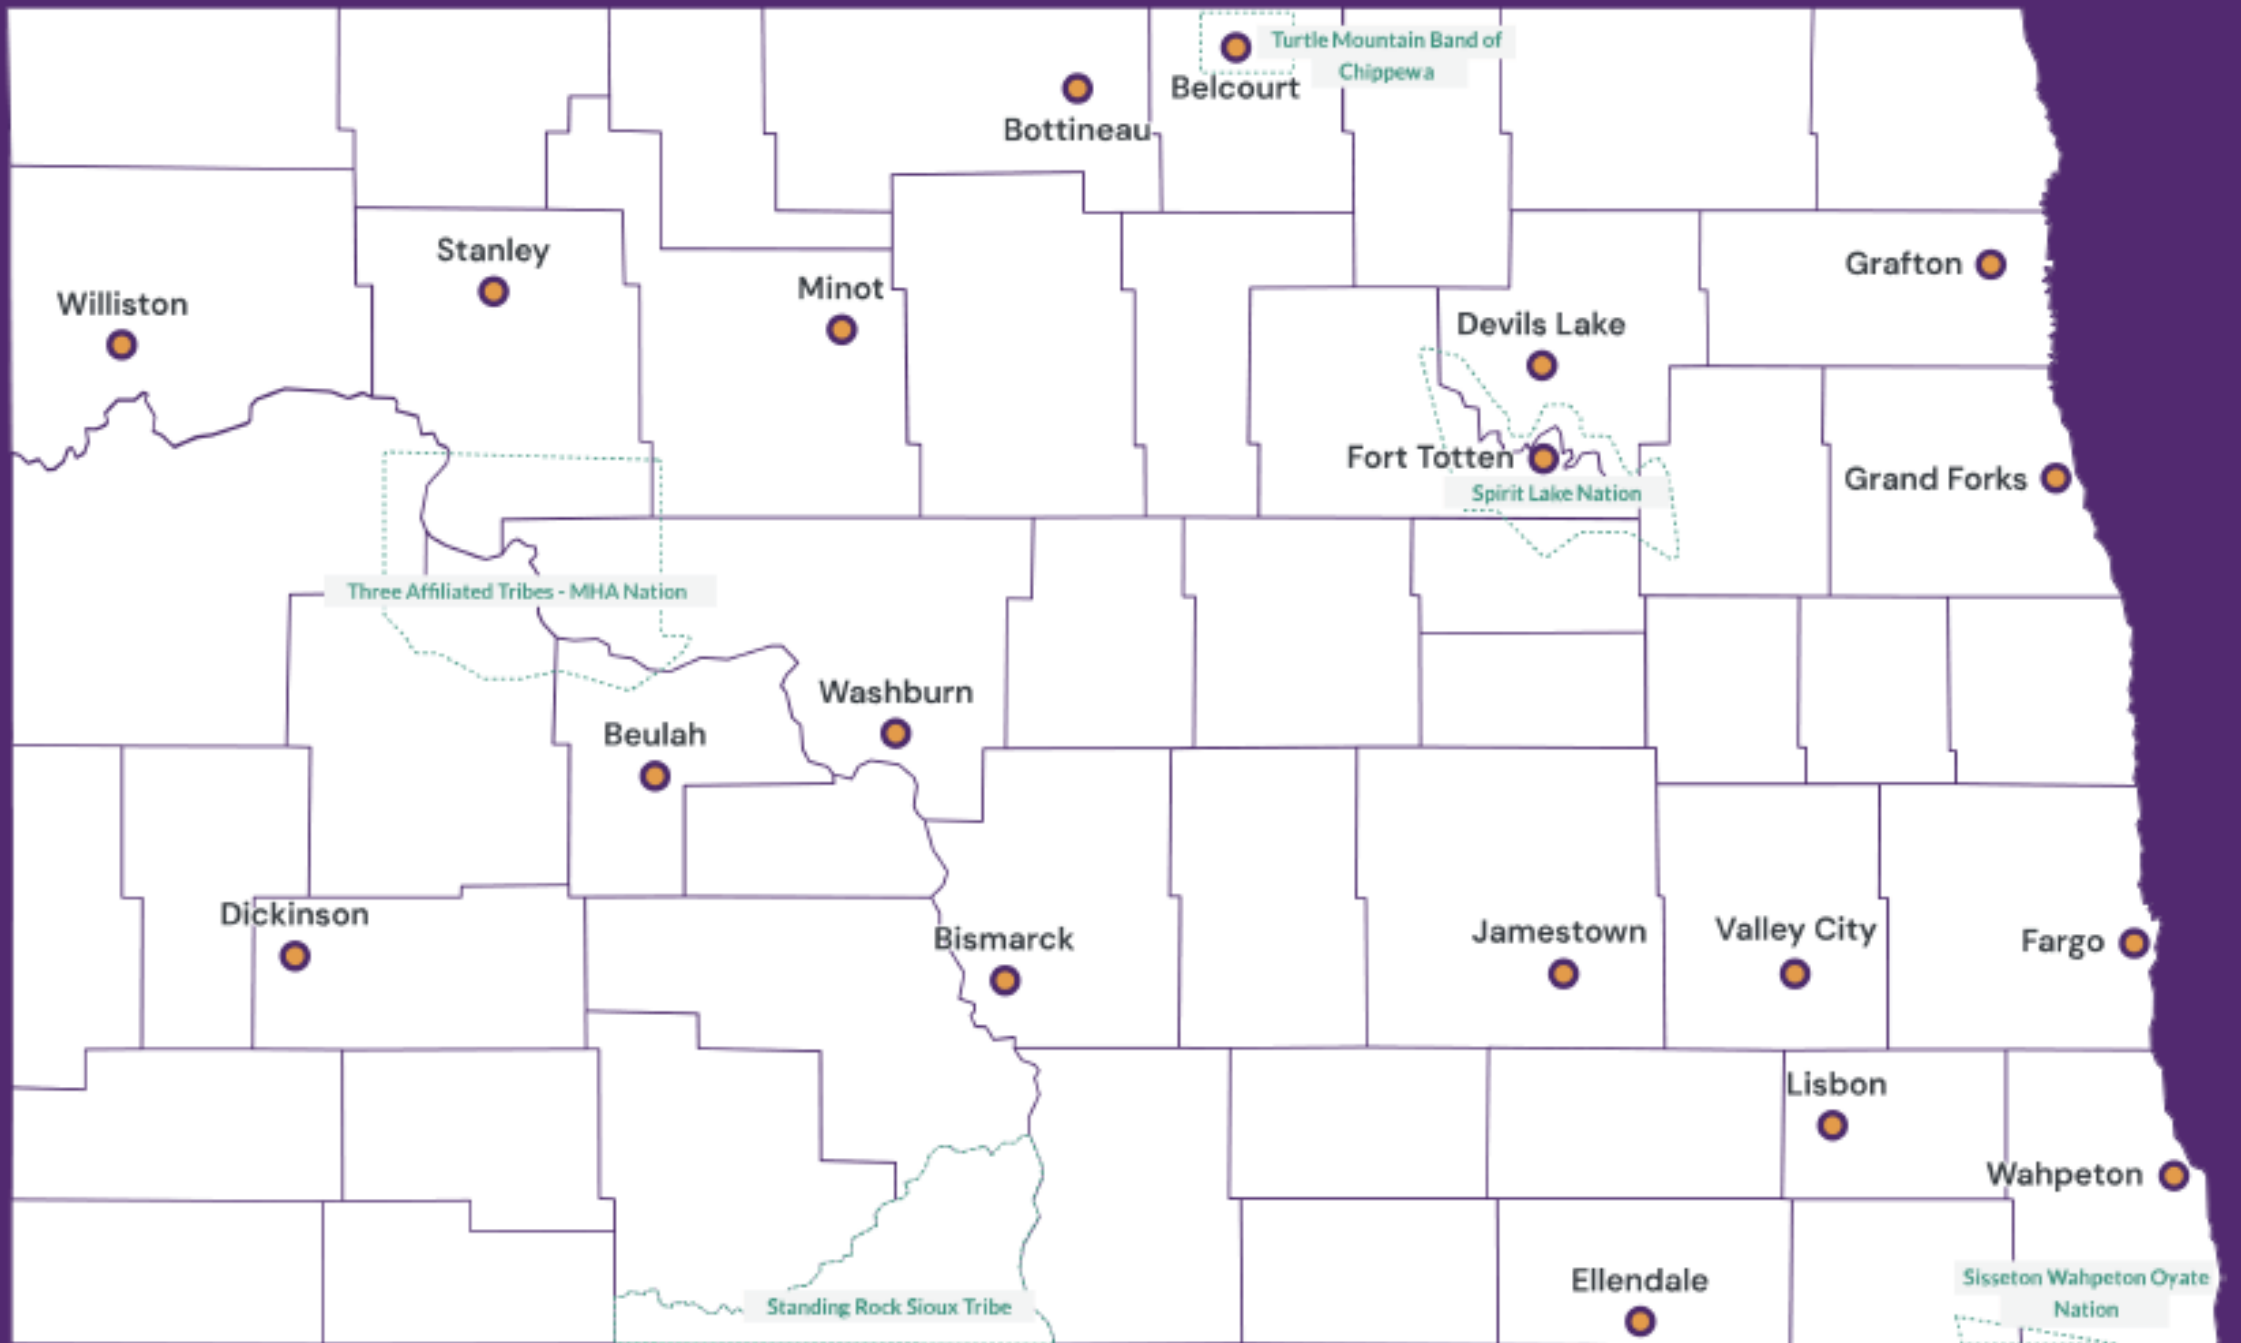 Turtle Mountain Band of
Chippewa
Belcourt
Bottineau
Stanley
Grafton
Minot
Williston
Devils Lake
Fort Totten
Grand Forks
Spirit Lake Nation
Three Affiliated Tribes - MHA Nation
Washburn
Beulah
Dickinson
Bismarck
Jamestown
Valley City
Fargo
Lisbon
Wahpeton
Ellendale
Sisseton Wahpeton Oyate
Nation
Standing Rock Sioux Tribe